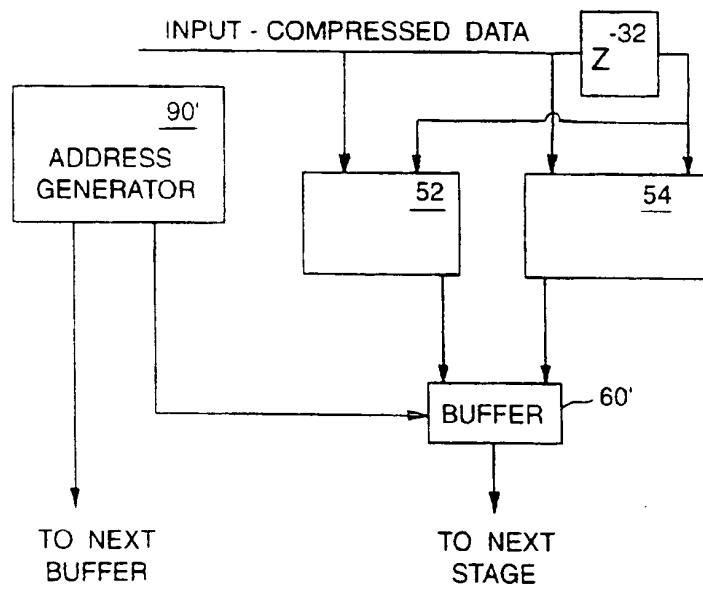 INPUT - COMPRESSED DATA
Z -32
90'
ADDRESS
GENERATOR
52
54
BUFFER
60'
TO NEXT
BUFFER
TO NEXT
STAGE